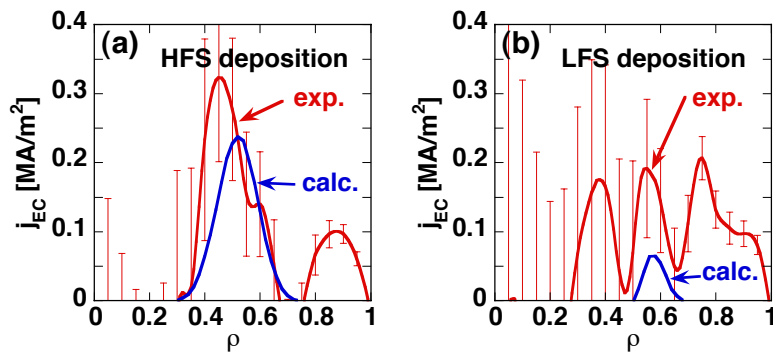 (a) HFS deposition
exp.
calc.
j_EC [MA/m²]
0.4
0.3
0.2
0.1
0
0 0.2 0.4 0.6 0.8 1
ρ
(b) LFS deposition
exp.
calc.
j_EC [MA/m²]
0.4
0.3
0.2
0.1
0
0 0.2 0.4 0.6 0.8 1
ρ